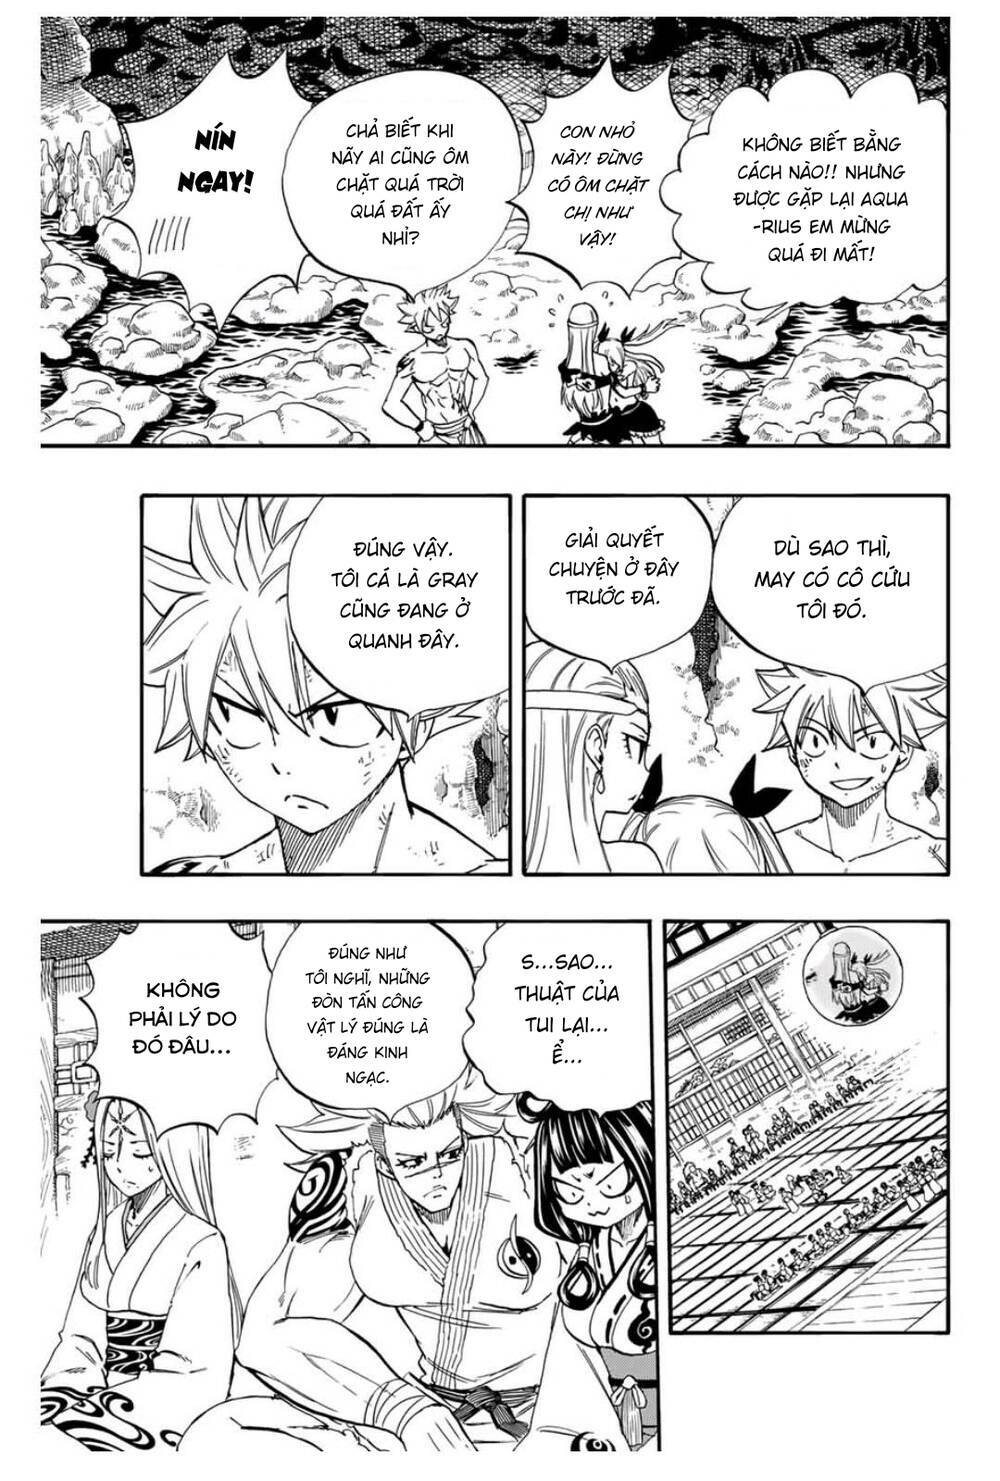 KHÔNG BIẾT BẰNG
CÁCH NÀO!! NHƯNG
ĐƯỢC GẶP LẠI AQUA
-RIUS EM MỪNG
QUÁ ĐI MẤT!
CON NHỎ
NÀY! ĐỪNG
CÓ ÔM CHẶT
CHỊ NHƯ
VẬY!
CHẢ BIẾT KHI
NÃY AI CŨNG ÔM
CHẶT QUÁ TRỜI
QUÁ ĐẤT ẤY
NHỈ?
NÍN
NGAY!
DÙ SAO THÌ,
MAY CÓ CÔ CỨU
TÔI ĐÓ.
GIẢI QUYẾT
CHUYỆN Ở ĐÂY
TRƯỚC ĐÃ.
ĐÚNG VẬY.
TÔI CÁ LÀ GRAY
CŨNG ĐANG Ở
QUANH ĐÂY.
S...SAO...
THUẬT CỦA
TUI LẠI...
Ể...
ĐÚNG NHƯ
TÔI NGHĨ, NHỮNG
ĐÒN TẤN CÔNG
VẬT LÝ ĐÚNG LÀ
ĐÁNG KINH
NGẠC.
KHÔNG
PHẢI LÝ DO
ĐÓ ĐÂU...